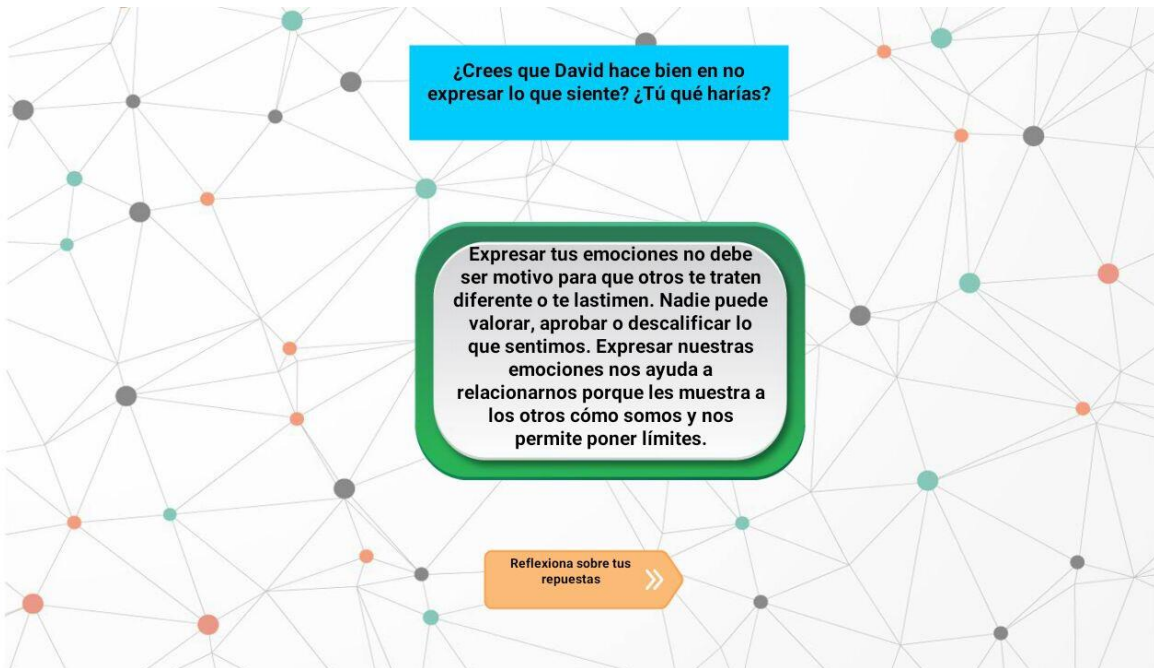 ¿Crees que David hace bien en no
expresar lo que siente? ¿Tú qué harías?
Expresar tus emociones no debe
ser motivo para que otros te traten
diferente o te lastimen. Nadie puede
valorar, aprobar o descalificar lo
que sentimos. Expresar nuestras
emociones nos ayuda a
relacionarnos porque les muestra a
los otros cómo somos y nos
permite poner límites.
Reflexiona sobre tus
repuestas